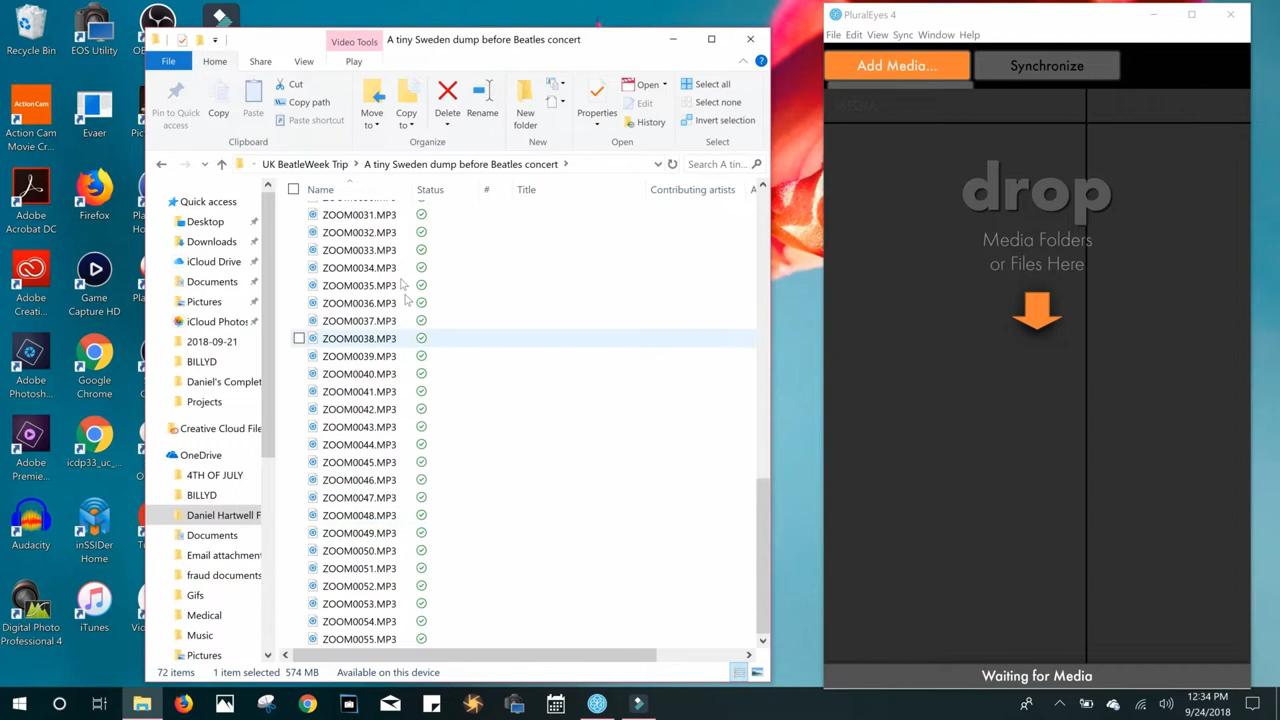 Recycle Bin
EOS Utility
Action Cam
Movie Cr...
Evaer
Adobe
Acrobat DC
Firefox
Adobe
Creati...
Game
Capture HD
Adobe
Photosh...
Google
Chrome
Adobe
Premie...
icdp33_uc_...
Audacity
inSSIDer
Home
Digital Photo
Professional 4
iTunes
Video Tools
A tiny Sweden dump before Beatles concert
File
Home
Share
View
Play
Pin to Quick
access
Copy
Paste
Cut
Copy path
Paste shortcut
Clipboard
Move
to
Copy
to
Delete
Rename
Organize
New
folder
New
Properties
Open
Edit
History
Open
Select all
Select none
Invert selection
UK BeatleWeek Trip > A tiny Sweden dump before Beatles concert >
Search A tin...
Quick access
Desktop
Downloads
iCloud Drive
Documents
Pictures
iCloud Photos
2018-09-21
BILLYD
Daniel's Complet
Projects
Creative Cloud File
OneDrive
4TH OF JULY
BILLYD
Daniel Hartwell F
Documents
Email attachment
fraud documents
Gifs
Medical
Music
Pictures
Name
Status
#
Title
Contributing artists
A
ZOOM0031.MP3
ZOOM0032.MP3
ZOOM0033.MP3
ZOOM0034.MP3
ZOOM0035.MP3
ZOOM0036.MP3
ZOOM0037.MP3
ZOOM0038.MP3
ZOOM0039.MP3
ZOOM0040.MP3
ZOOM0041.MP3
ZOOM0042.MP3
ZOOM0043.MP3
ZOOM0044.MP3
ZOOM0045.MP3
ZOOM0046.MP3
ZOOM0047.MP3
ZOOM0048.MP3
ZOOM0049.MP3
ZOOM0050.MP3
ZOOM0051.MP3
ZOOM0052.MP3
ZOOM0053.MP3
ZOOM0054.MP3
ZOOM0055.MP3
72 items
1 item selected 574 MB
Available on this device
PluralEyes 4
File Edit View Sync Window Help
Add Media...
Synchronize
MEDIA
drop
Media Folders
or Files Here
Waiting for Media
12:34 PM
9/24/2018